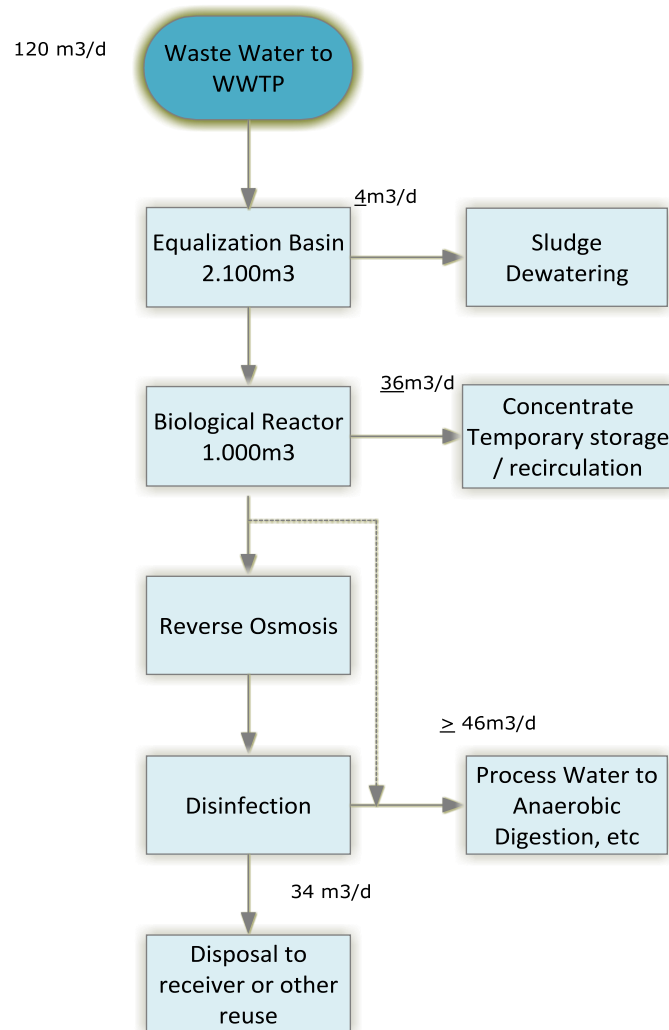 120 m3/d
Waste Water to
WWTP
4m3/d
Equalization Basin
2.100m3
Sludge
Dewatering
36m3/d
Biological Reactor
1.000m3
Concentrate
Temporary storage
/ recirculation
Reverse Osmosis
> 46m3/d
Disinfection
Process Water to
Anaerobic
Digestion, etc
34 m3/d
Disposal to
receiver or other
reuse